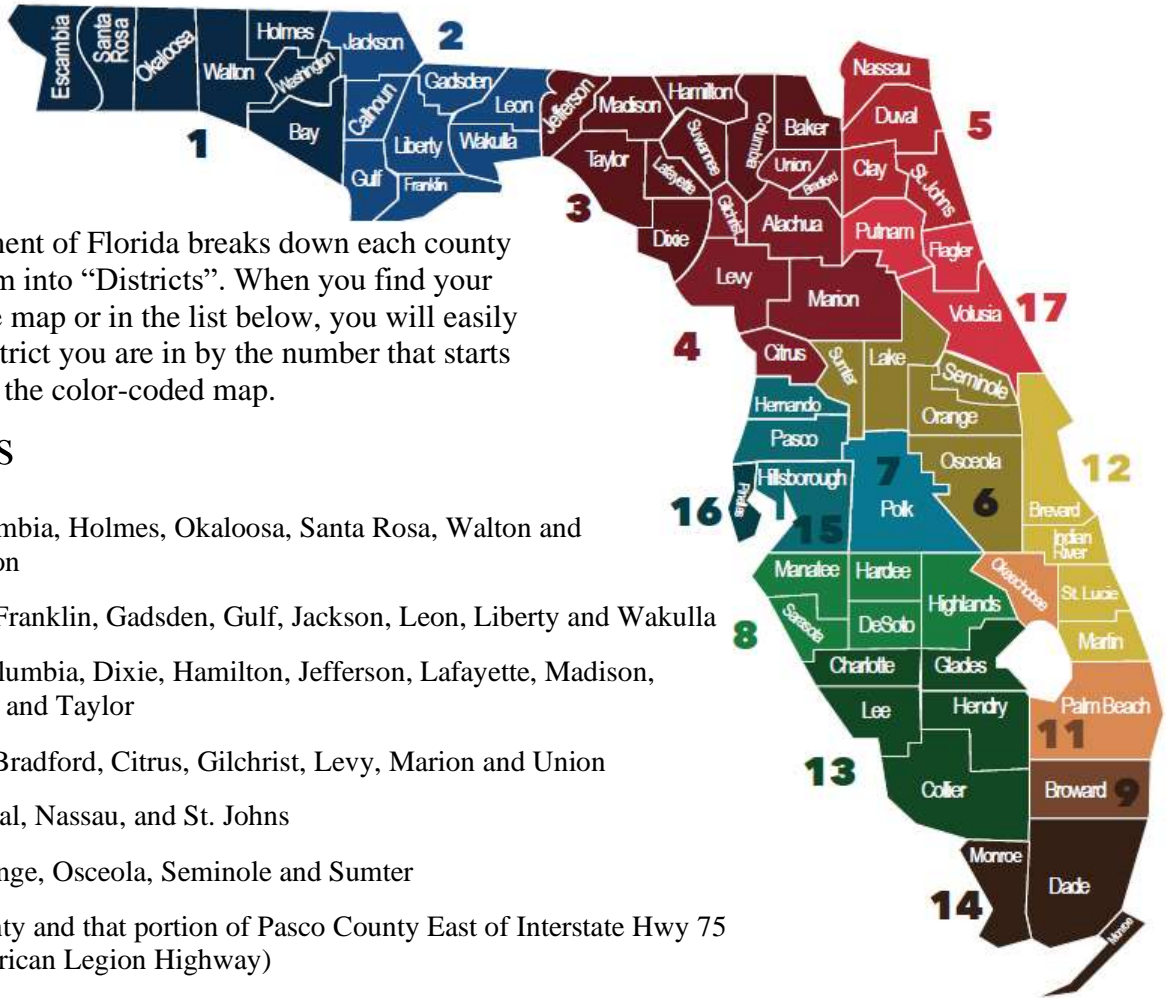 Escambia
Santa
Rosa
Okaloosa
Walton
Holmes
Washington
Bay
1
Jackson
2
Calhoun
Gadsden
Leon
Liberty
Wakulla
Gulf
Franklin
Jefferson
Madison
Hamilton
Suwannee
Columbia
Baker
Taylor
Lafayette
Union
Bradford
3
Dixie
Gilchrist
Alachua
Levy
Marion
4
Citrus
Nassau
Duval
5
Clay
St. Johns
Putnam
Flagler
Volusia
17
Sumter
Lake
Seminole
Orange
Osceola
6
Hernando
Pasco
Hillsborough
15
Pinellas
16
7
Polk
12
Brevard
Indian
River
St. Lucie
Martin
Okeechobee
Manatee
Hardee
Highlands
Sarasota
DeSoto
8
Charlotte
Glades
Lee
Hendry
13
Collier
Palm Beach
11
Broward 9
Monroe
14
Dade
Monroe
ment of Florida breaks down each county
m into “Districts”. When you find your
e map or in the list below, you will easily
strict you are in by the number that starts
the color-coded map.
s
mbia, Holmes, Okaloosa, Santa Rosa, Walton and
on
Franklin, Gadsden, Gulf, Jackson, Leon, Liberty and Wakulla
lumbia, Dixie, Hamilton, Jefferson, Lafayette, Madison,
and Taylor
Bradford, Citrus, Gilchrist, Levy, Marion and Union
al, Nassau, and St. Johns
nge, Osceola, Seminole and Sumter
nty and that portion of Pasco County East of Interstate Hwy 75
rican Legion Highway)